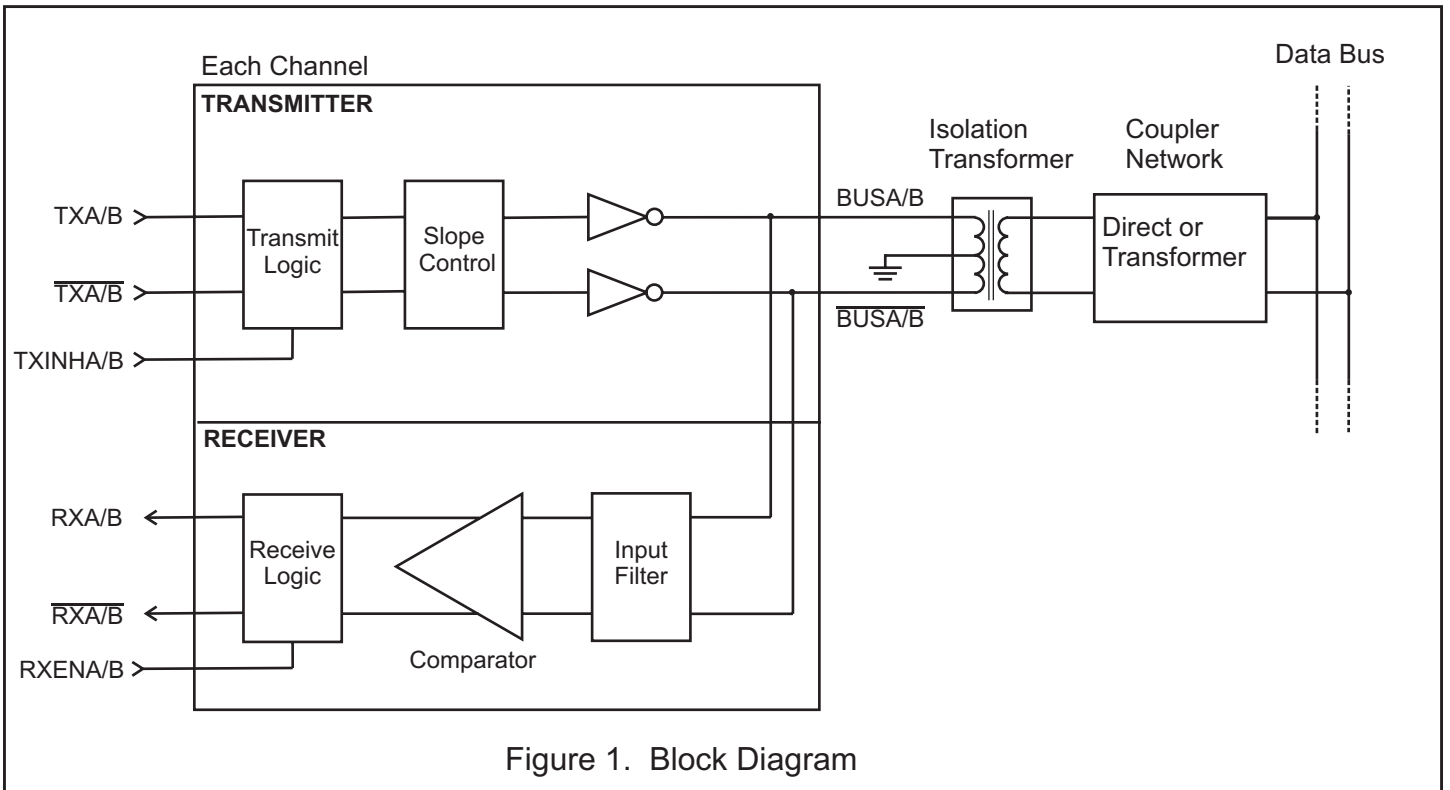 Each Channel
TRANSMITTER
TXA/B
TXA/B
TXINHA/B
Transmit
Logic
Slope
Control
BUSA/B
BUSA/B
Isolation
Transformer
Coupler
Network
Direct or
Transformer
Data Bus
RECEIVER
RXA/B
RXA/B
RXENA/B
Receive
Logic
Comparator
Input
Filter
Figure 1. Block Diagram